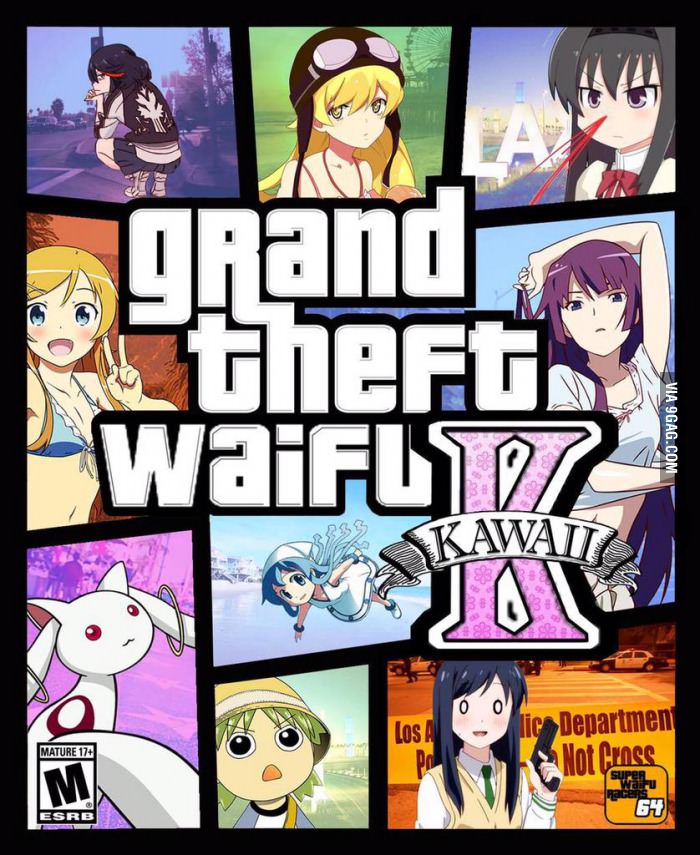 LA
grand
theft
waifu
K
KAWAII
VIA 9GAG.COM
Los A lice Department
Po Not Cross
MATURE 17+
M
®
ESRB
SUPER
WAIFU
RACERS
64